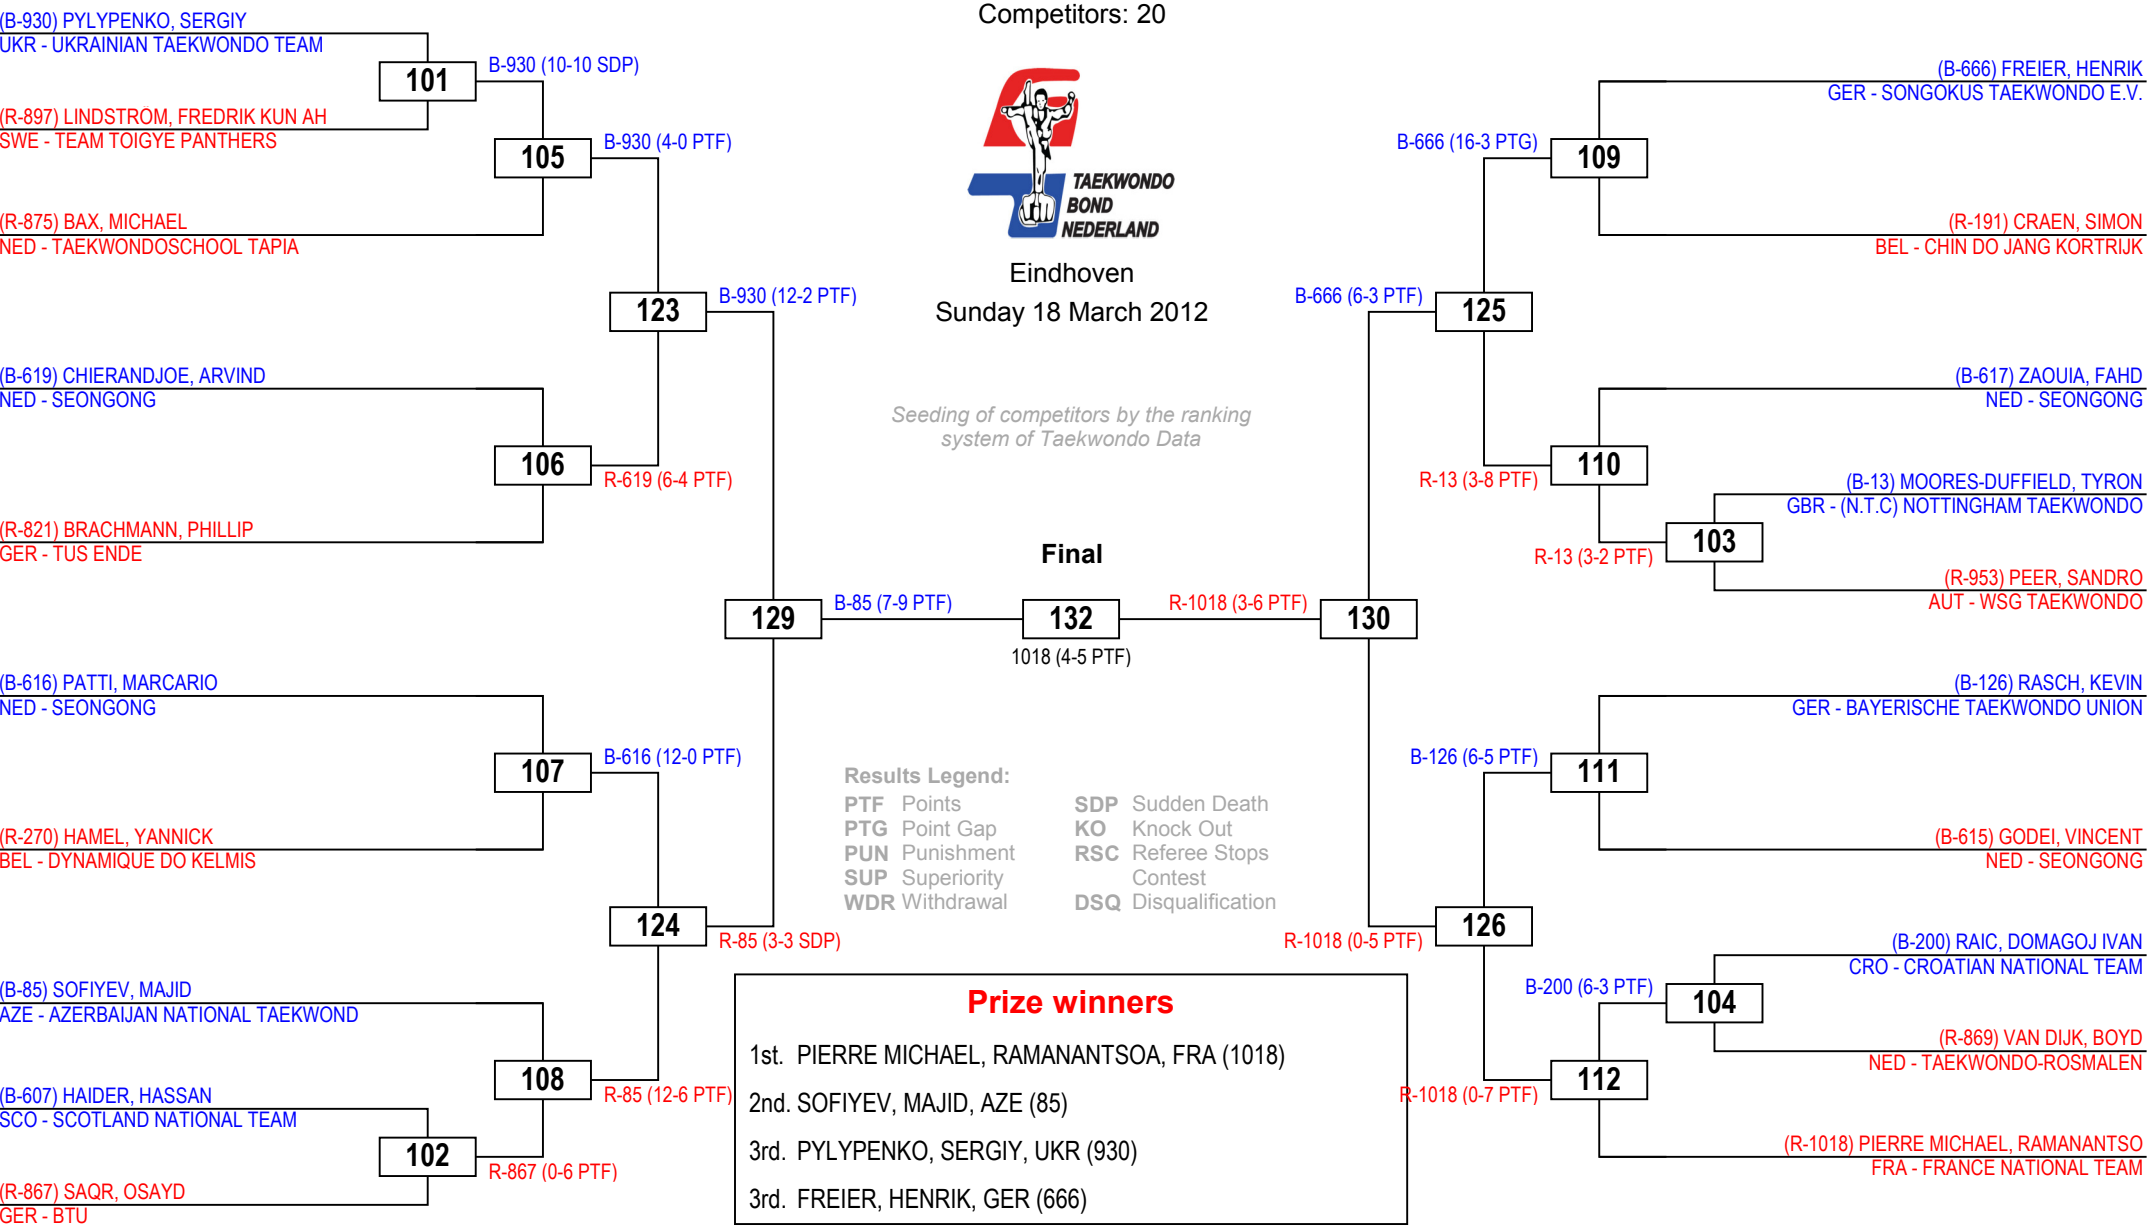 Competitors: 20
TAEKWONDO
BOND
NEDERLAND
Eindhoven
Sunday 18 March 2012
Seeding of competitors by the ranking
system of Taekwondo Data
(B-930) PYLYPENKO, SERGIY
UKR - UKRAINIAN TAEKWONDO TEAM
101
B-930 (10-10 SDP)
(R-897) LINDSTRÖM, FREDRIK KUN AH
SWE - TEAM TOIGYE PANTHERS
105
B-930 (4-0 PTF)
(R-875) BAX, MICHAEL
NED - TAEKWONDOSCHOOL TAPIA
123
B-930 (12-2 PTF)
(B-619) CHIERANDJOE, ARVIND
NED - SEONGONG
106
R-619 (6-4 PTF)
(R-821) BRACHMANN, PHILLIP
GER - TUS ENDE
129
B-85 (7-9 PTF)
(B-616) PATTI, MARCARIO
NED - SEONGONG
107
B-616 (12-0 PTF)
(R-270) HAMEL, YANNICK
BEL - DYNAMIQUE DO KELMIS
124
R-85 (3-3 SDP)
(B-85) SOFIYEV, MAJID
AZE - AZERBAIJAN NATIONAL TAEKWOND
108
R-85 (12-6 PTF)
(B-607) HAIDER, HASSAN
SCO - SCOTLAND NATIONAL TEAM
102
R-867 (0-6 PTF)
(R-867) SAQR, OSAYD
GER - BTU
Final
132
1018 (4-5 PTF)
(B-666) FREIER, HENRIK
GER - SONGOKUS TAEKWONDO E.V.
B-666 (16-3 PTG)
109
(R-191) CRAEN, SIMON
BEL - CHIN DO JANG KORTRIJK
B-666 (6-3 PTF)
125
(B-617) ZAOUIA, FAHD
NED - SEONGONG
R-13 (3-8 PTF)
110
(B-13) MOORES-DUFFIELD, TYRON
GBR - (N.T.C) NOTTINGHAM TAEKWONDO
R-13 (3-2 PTF)
103
(R-953) PEER, SANDRO
AUT - WSG TAEKWONDO
R-1018 (3-6 PTF)
130
(B-126) RASCH, KEVIN
GER - BAYERISCHE TAEKWONDO UNION
B-126 (6-5 PTF)
111
(B-615) GODEI, VINCENT
NED - SEONGONG
R-1018 (0-5 PTF)
126
(B-200) RAIC, DOMAGOJ IVAN
CRO - CROATIAN NATIONAL TEAM
B-200 (6-3 PTF)
104
(R-869) VAN DIJK, BOYD
NED - TAEKWONDO-ROSMALEN
R-1018 (0-7 PTF)
112
(R-1018) PIERRE MICHAEL, RAMANANTSO
FRA - FRANCE NATIONAL TEAM
Results Legend:
PTF Points
PTG Point Gap
PUN Punishment
SUP Superiority
WDR Withdrawal
SDP Sudden Death
KO Knock Out
RSC Referee Stops
Contest
DSQ Disqualification
Prize winners
1st. PIERRE MICHAEL, RAMANANTSOA, FRA (1018)
2nd. SOFIYEV, MAJID, AZE (85)
3rd. PYLYPENKO, SERGIY, UKR (930)
3rd. FREIER, HENRIK, GER (666)